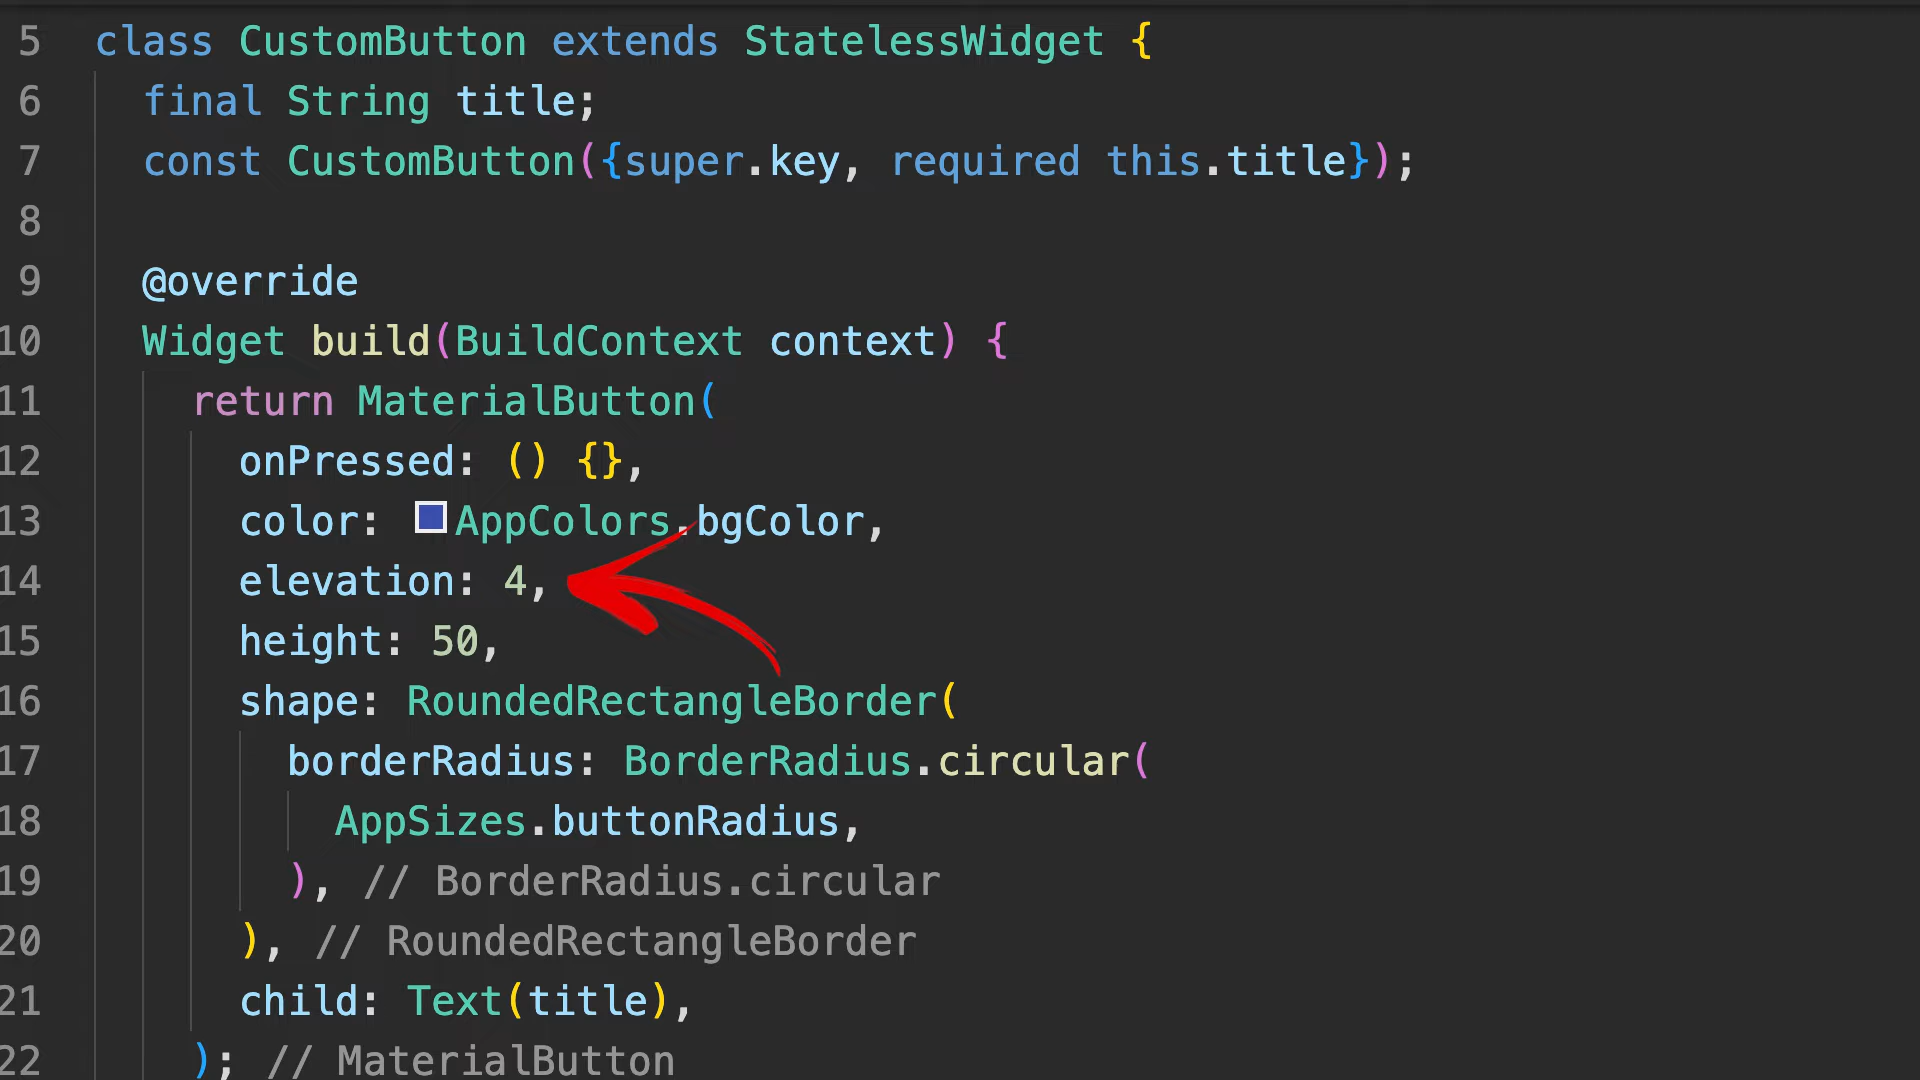 5 class CustomButton extends StatelessWidget {
6 final String title;
7 const CustomButton({super.key, required this.title});
8
9 @override
10 Widget build(BuildContext context) {
11 return MaterialButton(
12 onPressed: () {},
13 color: AppColors.bgColor,
14 elevation: 4,
15 height: 50,
16 shape: RoundedRectangleBorder(
17 borderRadius: BorderRadius.circular(
18 AppSizes.buttonRadius,
19 ), // BorderRadius.circular
20 ), // RoundedRectangleBorder
21 child: Text(title),
22 ); // MaterialButton